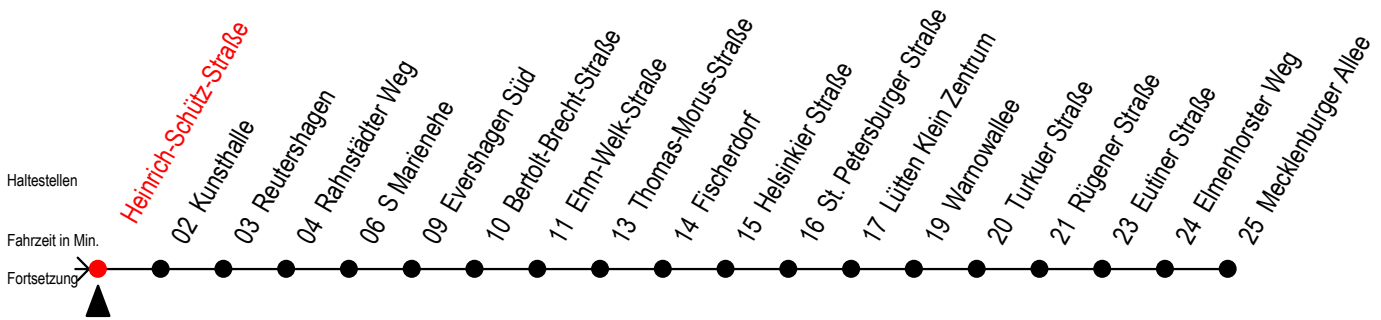 Haltestellen
Fahrzeit in Min.
Fortsetzung
Heinrich-Schütz-Straße
02 Kunsthalle
03 Reutershagen
04 Rahnstädter Weg
06 S Marienehe
09 Evershagen Süd
10 Bertolt-Brecht-Straße
11 Ehm-Welk-Straße
13 Thomas-Morus-Straße
14 Fischerdorf
15 Helsinkier Straße
16 St. Petersburger Straße
17 Lütten Klein Zentrum
19 Warnowallee
20 Turkuer Straße
21 Rügener Straße
23 Eutiner Straße
24 Elmenhorster Weg
25 Mecklenburger Allee